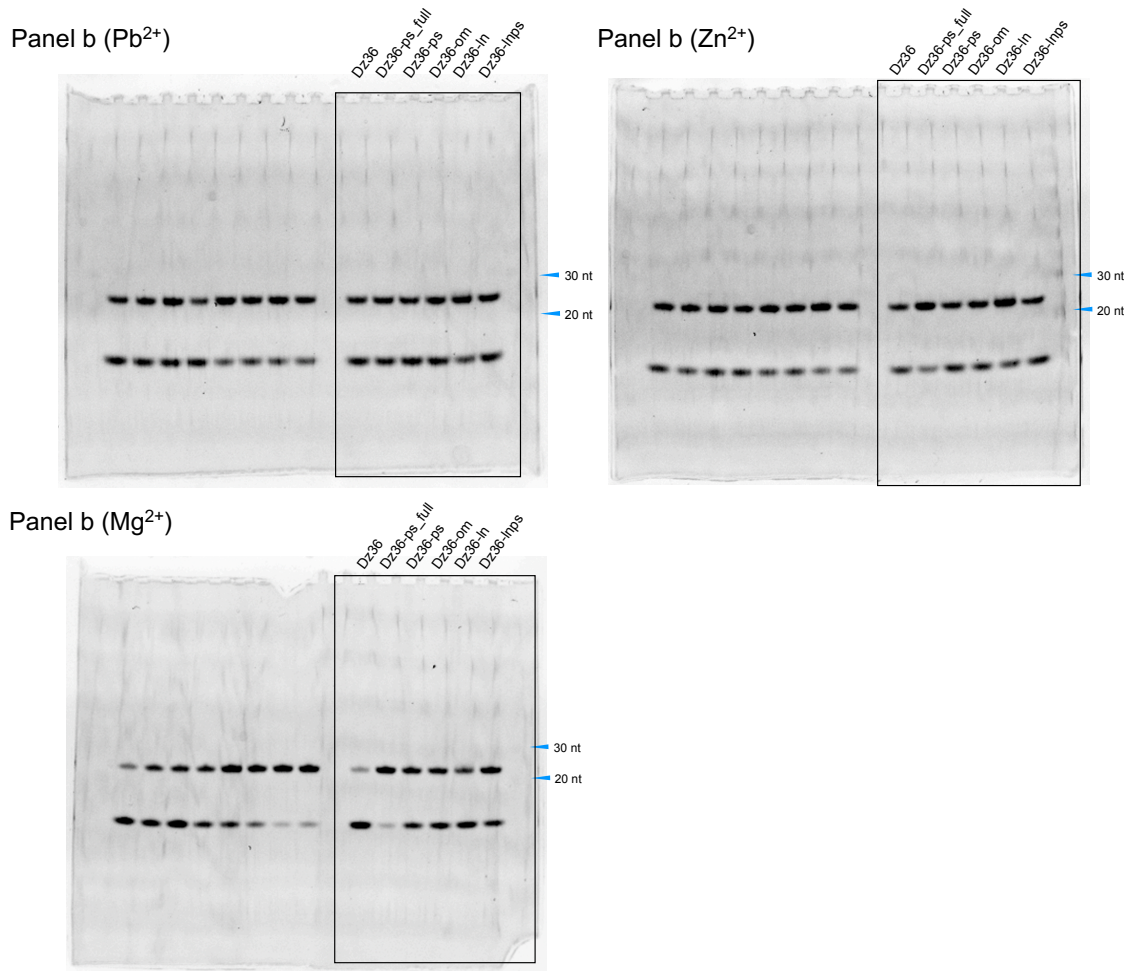 Panel b (Pb²⁺)
Dz36
Dz36-ps_full
Dz36-ps
Dz36-om
Dz36-ln
Dz36-lnps
30 nt
20 nt
Panel b (Zn²⁺)
Dz36
Dz36-ps_full
Dz36-ps
Dz36-om
Dz36-ln
Dz36-lnps
30 nt
20 nt
Panel b (Mg²⁺)
Dz36
Dz36-ps_full
Dz36-ps
Dz36-om
Dz36-ln
Dz36-lnps
30 nt
20 nt